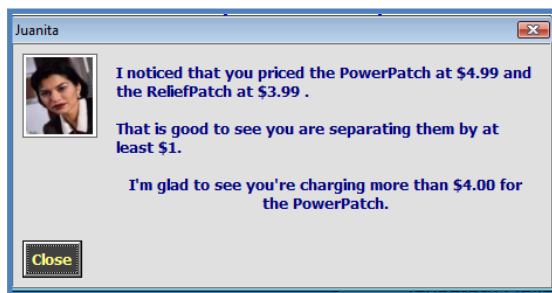 Juanita
I noticed that you priced the PowerPatch at $4.99 and
the ReliefPatch at $3.99 .
That is good to see you are separating them by at
least $1.
I'm glad to see you're charging more than $4.00 for
the PowerPatch.
Close